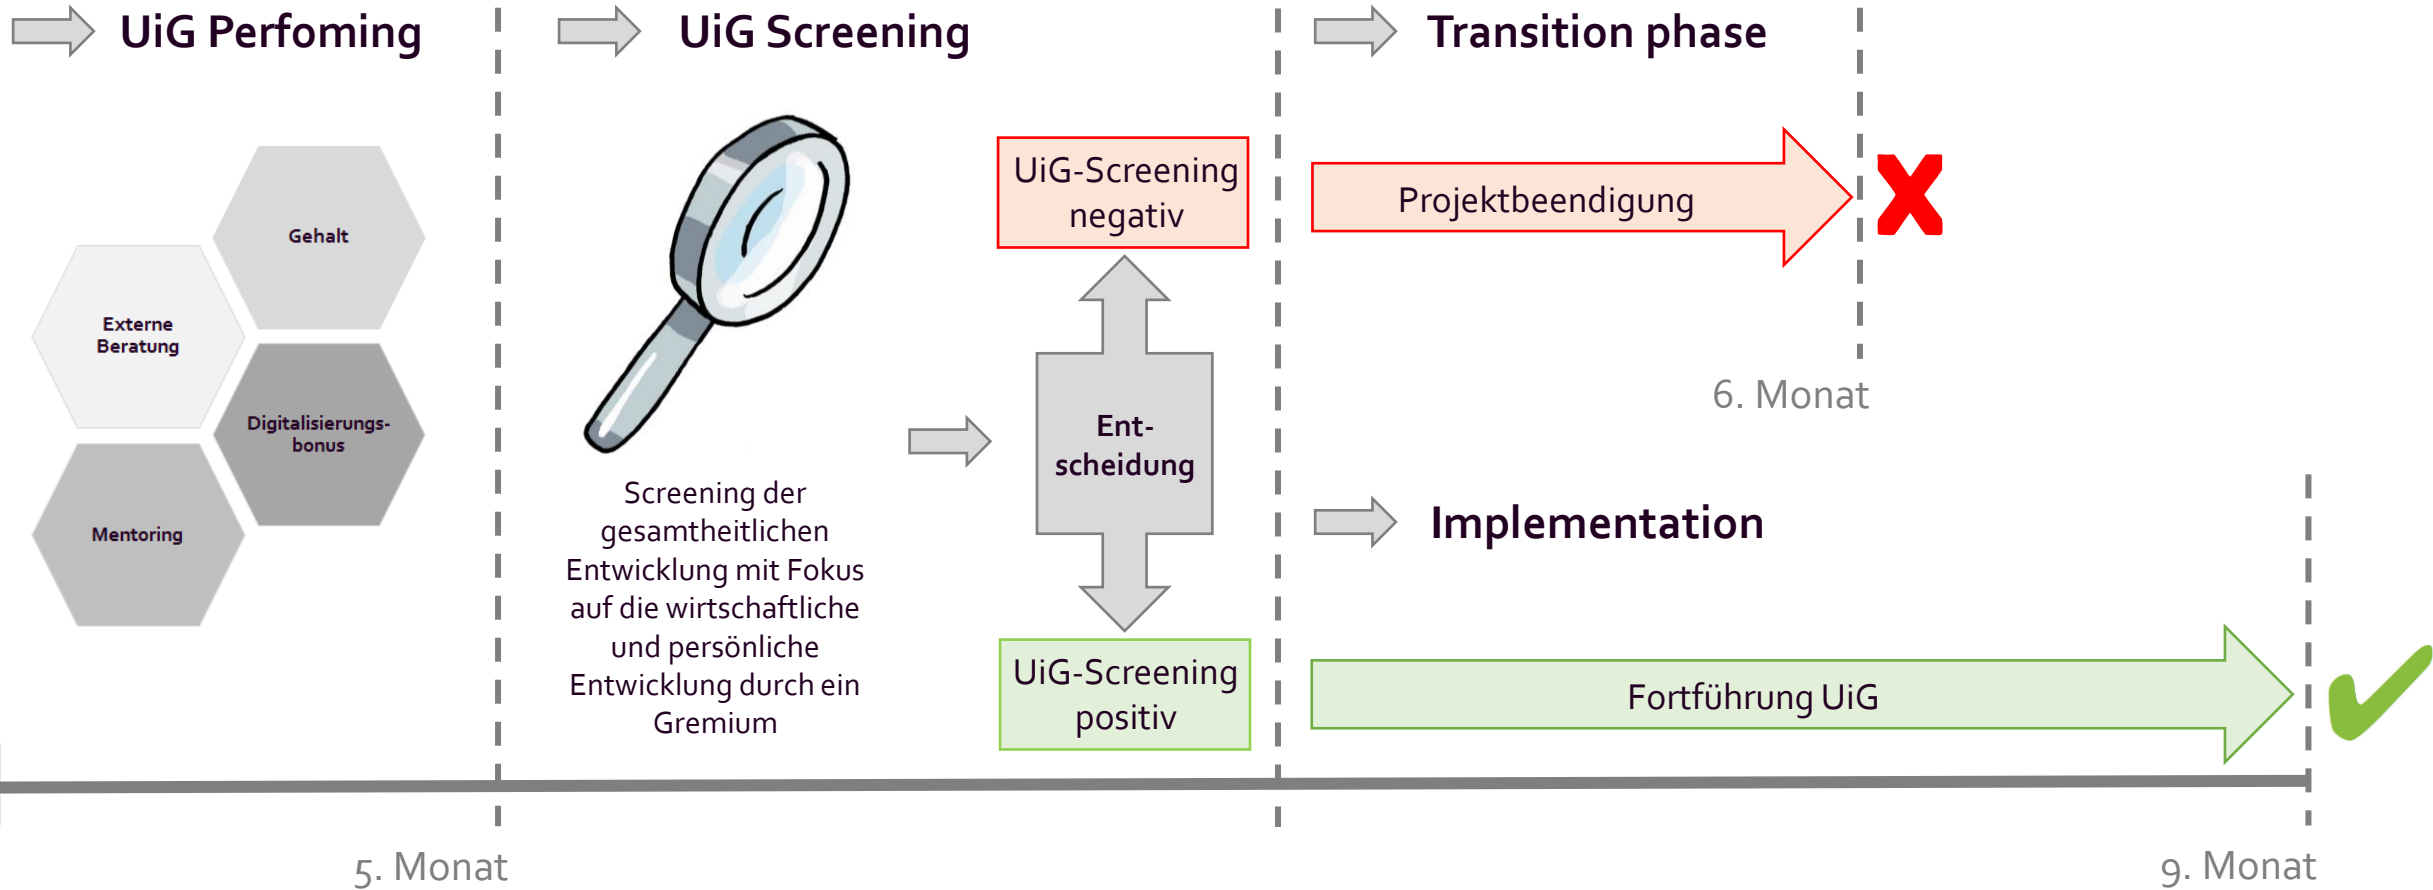 UiG Perfoming
Gehalt
Externe
Beratung
Digitalisierungs-
bonus
Mentoring
5. Monat
UiG Screening
Screening der
gesamtheitlichen
Entwicklung mit Fokus
auf die wirtschaftliche
und persönliche
Entwicklung durch ein
Gremium
UiG-Screening
negativ
Ent-
scheidung
UiG-Screening
positiv
Transition phase
Projektbeendigung
6. Monat
Implementation
Fortführung UiG
9. Monat